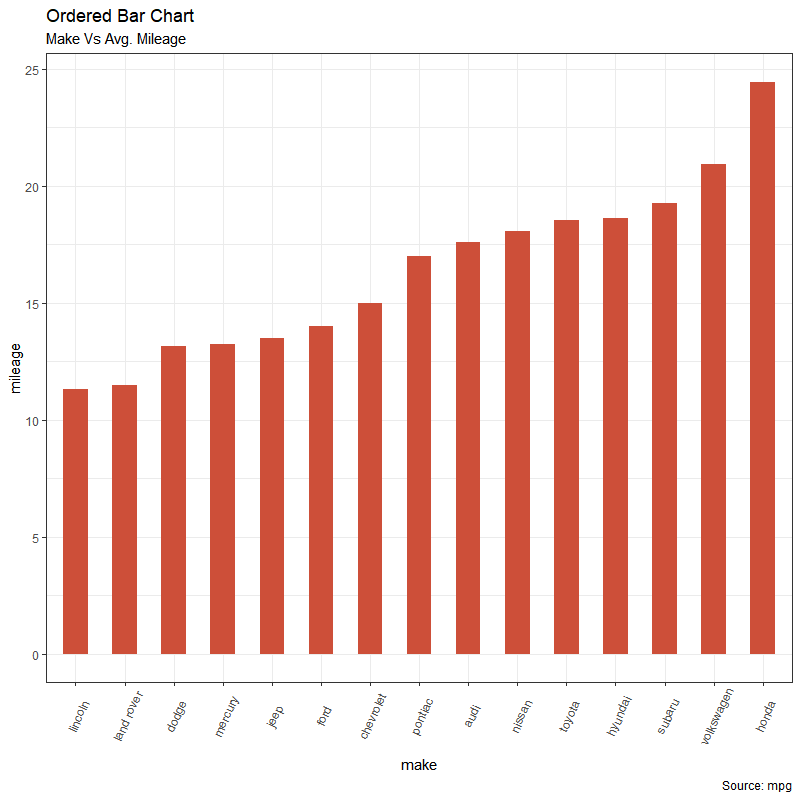 Ordered Bar Chart
Make Vs Avg. Mileage
25
20
15
10
5
0
mileage
lincoln
land rover
dodge
mercury
jeep
ford
chevrolet
pontiac
audi
nissan
toyota
hyundai
subaru
volkswagen
honda
make
Source: mpg